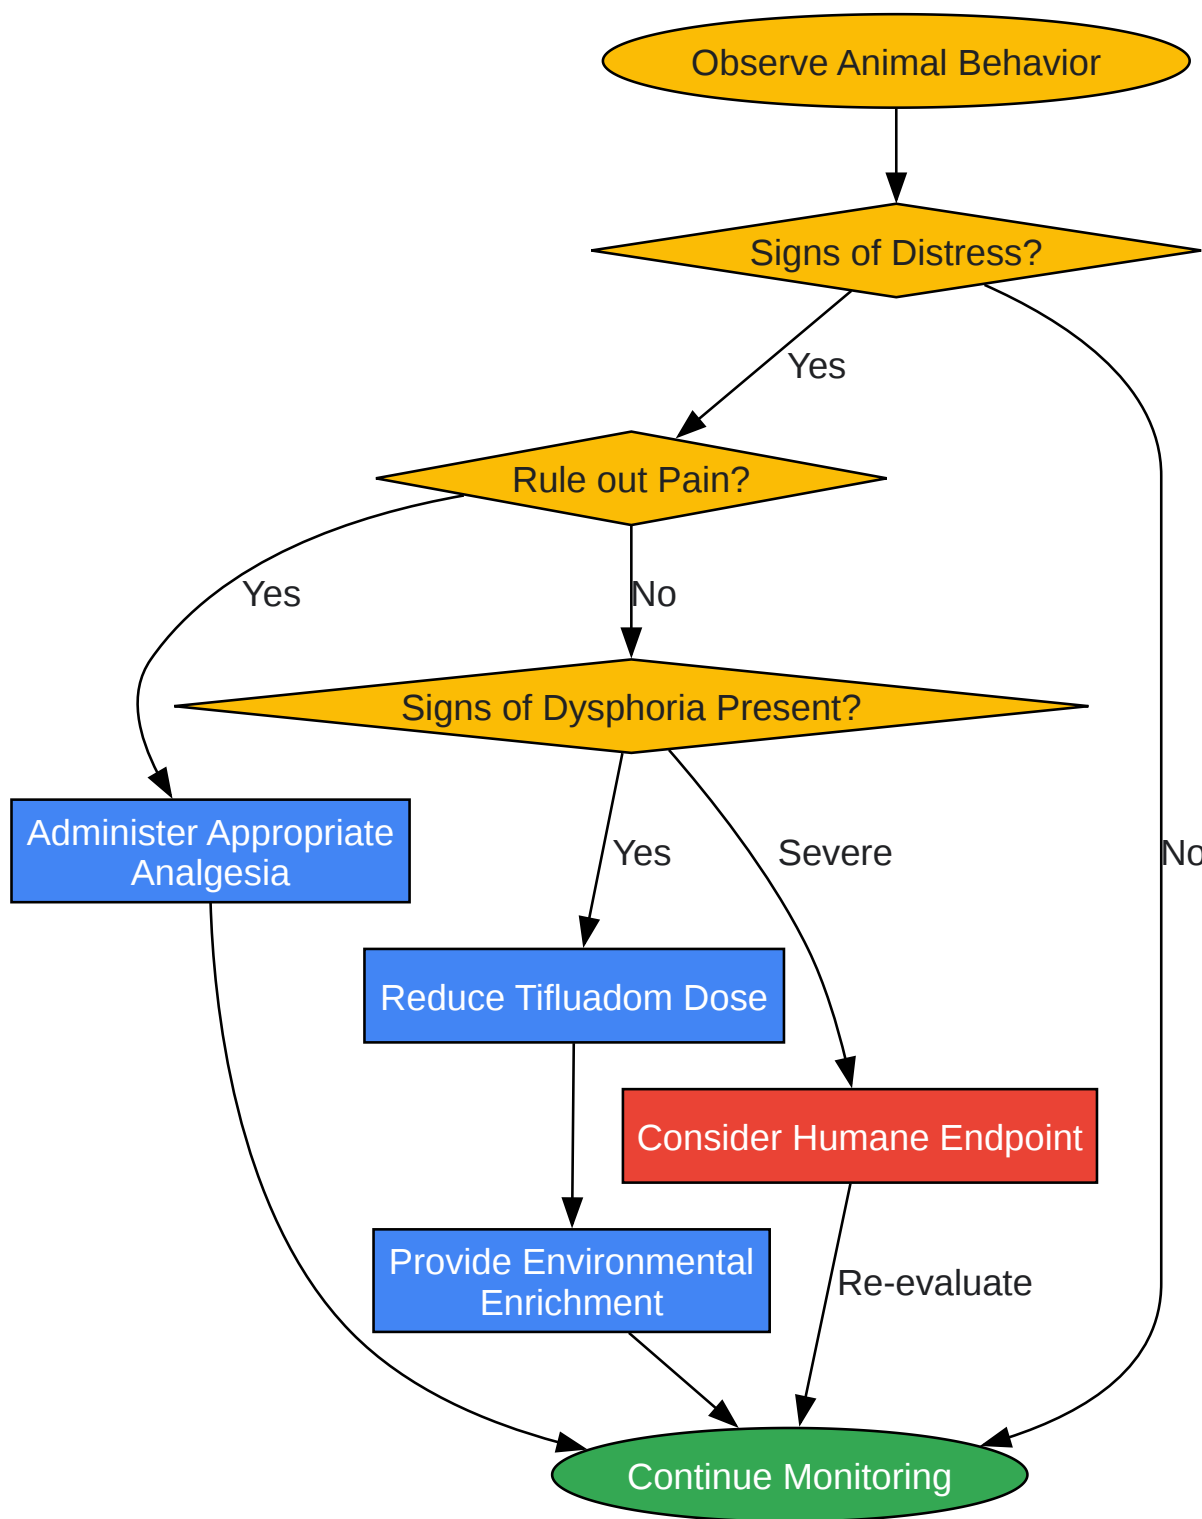 Observe Animal Behavior
Signs of Distress?
Yes
Rule out Pain?
Yes
No
Signs of Dysphoria Present?
Administer Appropriate
Analgesia
Yes
Severe
No
Reduce Tifluadom Dose
Consider Humane Endpoint
Provide Environmental
Enrichment
Re-evaluate
Continue Monitoring